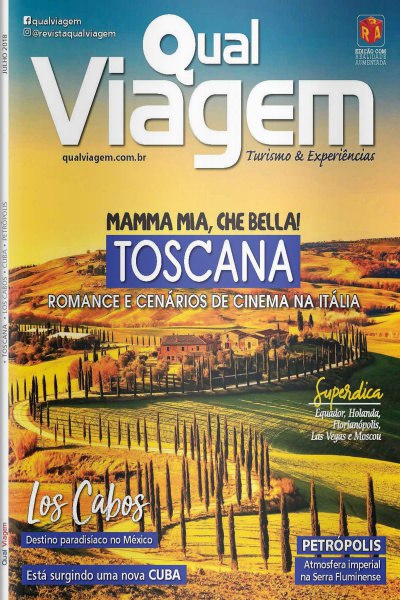 qualviagem
@revistaqualviagem
RA
EDIÇÃO COM
REALIDADE
AUMENTADA
Qual
Viagem
qualviagem.com.br
Turismo & Experiências
JULHO 2018
• TOSCANA • LOS CABOS • CUBA • PETRÓPOLIS
Qual Viagem
MAMMA MIA, CHE BELLA!
TOSCANA
ROMANCE E CENÁRIOS DE CINEMA NA ITÁLIA
Superdica
Equador, Holanda,
Florianópolis,
Las Vegas e Moscou
Los Cabos
Destino paradisíaco no México
Está surgindo uma nova CUBA
PETRÓPOLIS
Atmosfera imperial
na Serra Fluminense